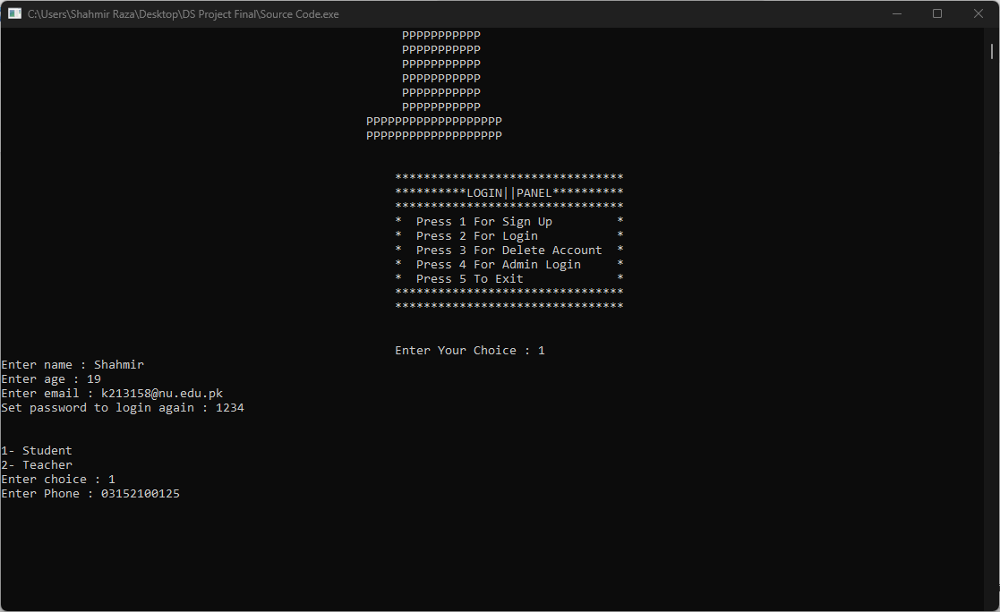 C:\Users\Shahmir Raza\Desktop\DS Project Final\Source Code.exe
PPPPPPPPPPP
PPPPPPPPPPP
PPPPPPPPPPP
PPPPPPPPPPP
PPPPPPPPPPP
PPPPPPPPPPP
PPPPPPPPPPPPPPPPPPP
PPPPPPPPPPPPPPPPPPP
********************************
**********LOGIN||PANEL**********
********************************
*  Press 1 For Sign Up         *
*  Press 2 For Login           *
*  Press 3 For Delete Account  *
*  Press 4 For Admin Login     *
*  Press 5 To Exit             *
********************************
********************************
Enter Your Choice : 1
Enter name : Shahmir
Enter age : 19
Enter email : k213158@nu.edu.pk
Set password to login again : 1234
1- Student
2- Teacher
Enter choice : 1
Enter Phone : 03152100125